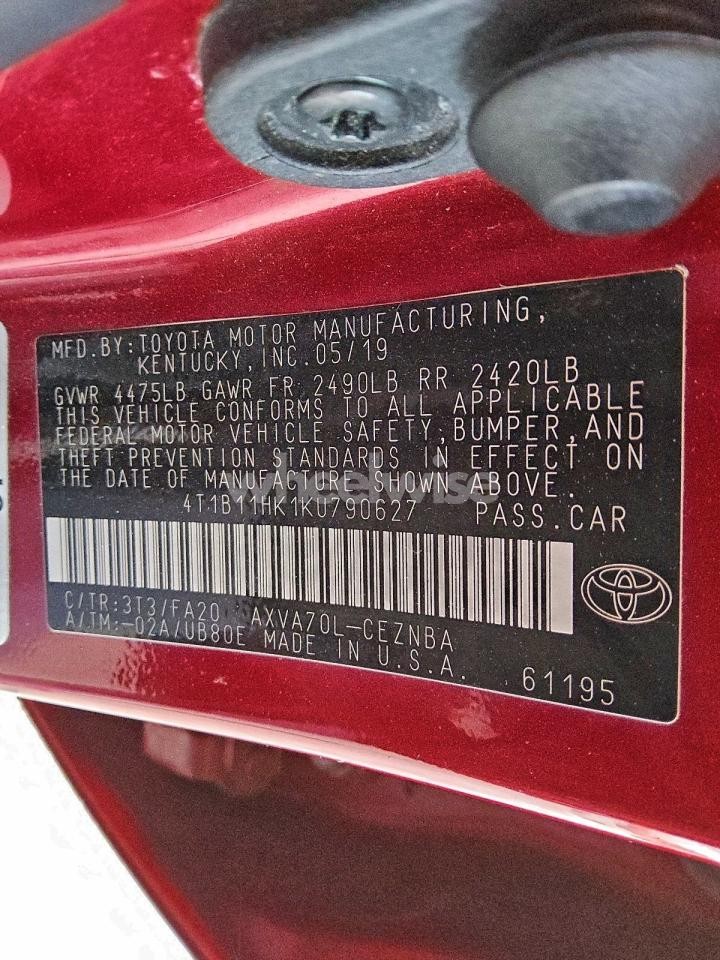 MFD.BY:TOYOTA MOTOR MANUFACTURING,
KENTUCKY,INC.05/19
GVWR 4475LB GAWR FR 2490LB RR 2420LB
THIS VEHICLE CONFORMS TO ALL APPLICABLE
FEDERAL MOTOR VEHICLE SAFETY,BUMPER,AND
THEFT PREVENTION STANDARDS IN EFFECT ON
THE DATE OF MANUFACTURE SHOWN ABOVE.
wheelwise
4T1B11HK1KU790627 PASS.CAR
C/TR:3T3/FA20 AXVA70L-CEZNBA
A/TM:-02A/UB80E MADE IN U.S.A.
61195